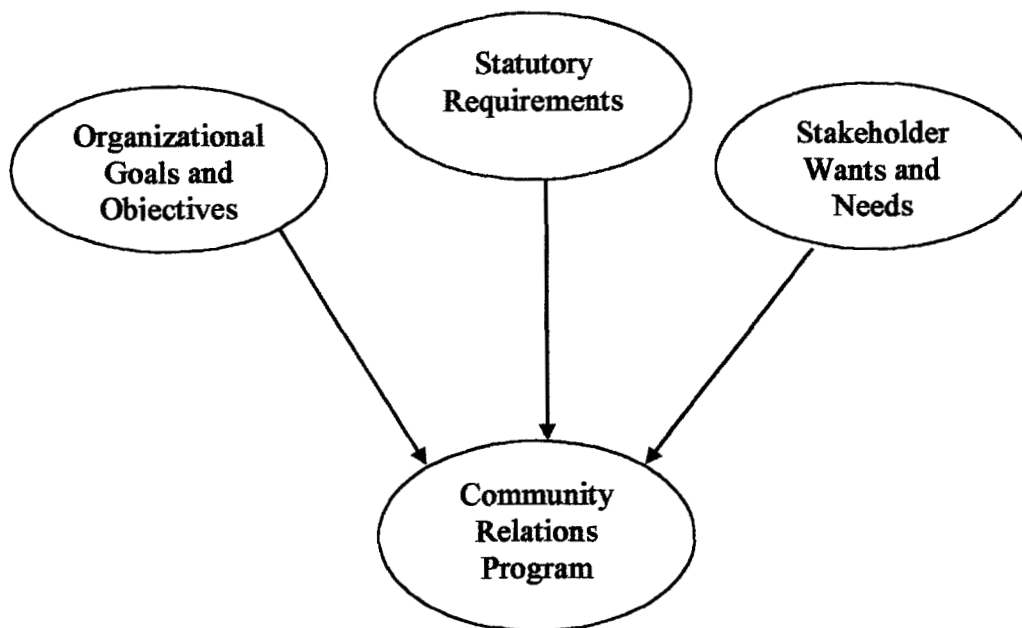 Statutory
Requirements
Organizational
Goals and
Objectives
Stakeholder
Wants and
Needs
Community
Relations
Program